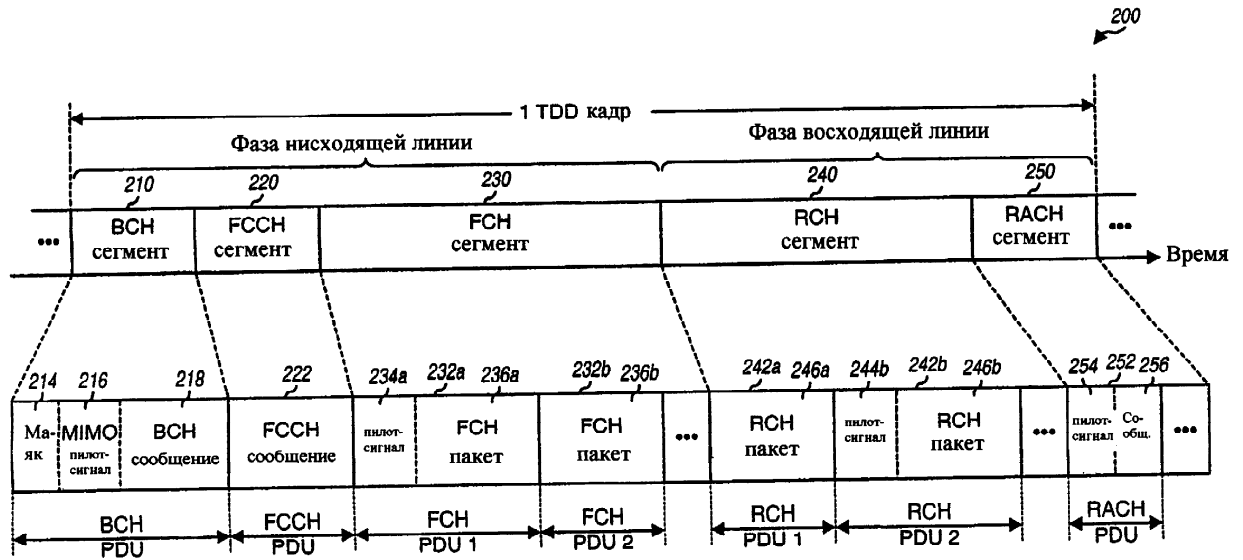 200
1 TDD кадр
Фаза нисходящей линии
Фаза восходящей линии
210
220
230
240
250
•••
BCH
сегмент
FCCH
сегмент
FCH
сегмент
RCH
сегмент
RACH
сегмент
•••
Время
214
216
218
222
234a
232a
236a
232b
236b
242a
246a
244b
242b
246b
254
252
256
Ма-
як
MIMO
пилот-
сигнал
BCH
сообщение
FCCH
сообщение
пилот-
сигнал
FCH
пакет
FCH
пакет
•••
RCH
пакет
пилот-
сигнал
RCH
пакет
•••
пилот-
сигнал
Со-
общ.
•••
BCH
PDU
FCCH
PDU
FCH
PDU 1
FCH
PDU 2
RCH
PDU 1
RCH
PDU 2
RACH
PDU